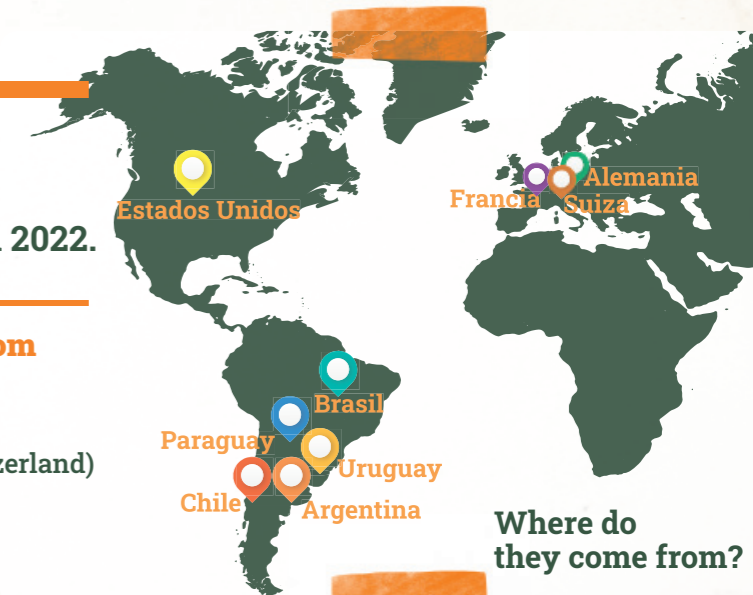 2022.
om
zerland)
Estados Unidos
Francia
Alemania
Suiza
Brasil
Paraguay
Uruguay
Chile
Argentina
Where do
they come from?